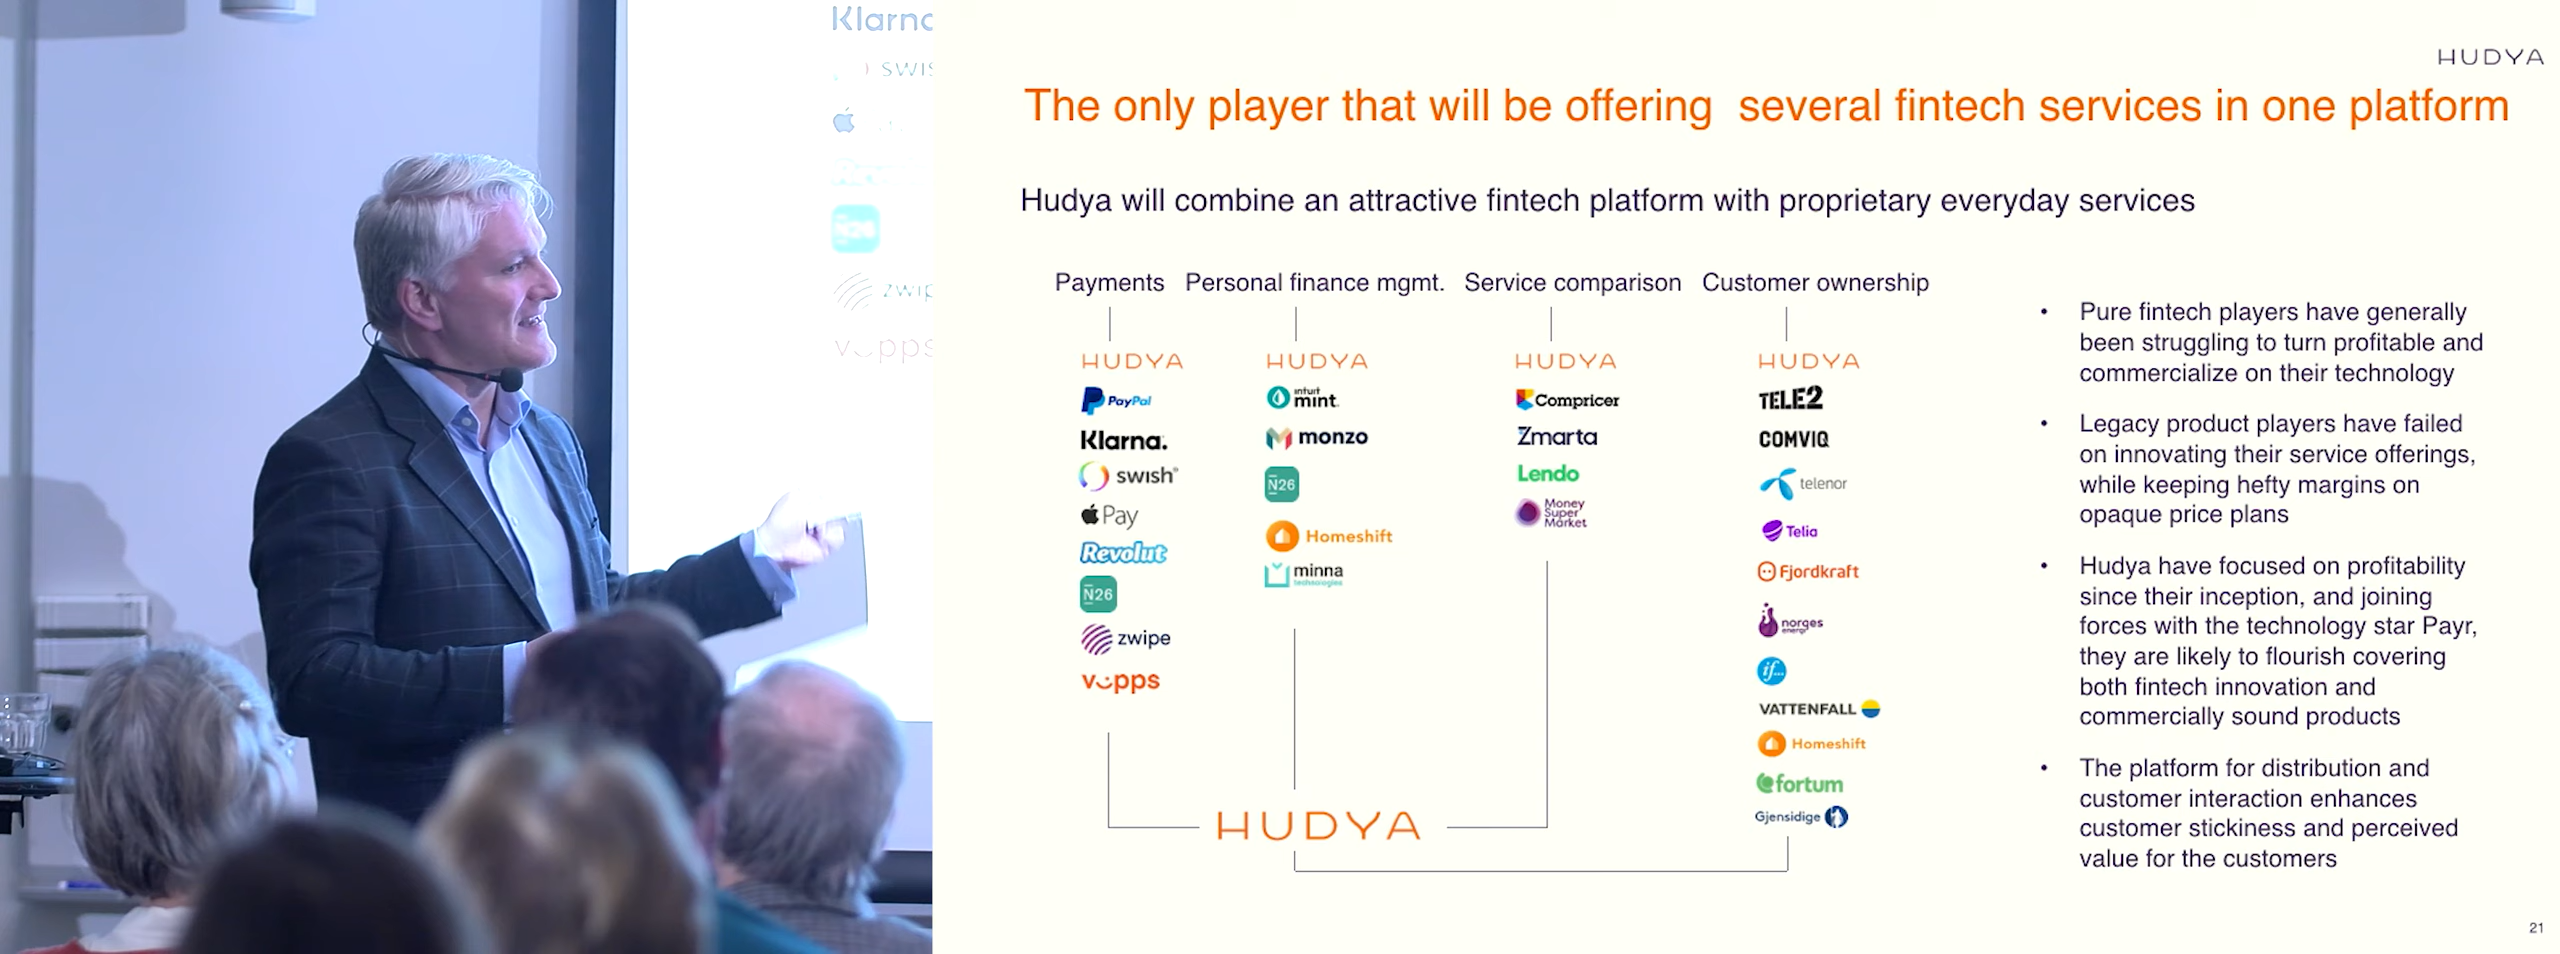 Klarna
swis
N26
zwip
vipps
HUDYA
The only player that will be offering several fintech services in one platform
Hudya will combine an attractive fintech platform with proprietary everyday services
Payments
Personal finance mgmt.
Service comparison
Customer ownership
HUDYA
PayPal
Klarna.
swish®
Pay
Revolut
N26
zwipe
vipps
HUDYA
intuit
mint
monzo
N26
Homeshift
minna
technologies
HUDYA
Compricer
Zmarta
Lendo
Money
Super
Market
HUDYA
TELE2
COMVIQ
telenor
Telia
Fjordkraft
norges
energi
if...
VATTENFALL
Homeshift
fortum
Gjensidige
HUDYA
• Pure fintech players have generally
been struggling to turn profitable and
commercialize on their technology
• Legacy product players have failed
on innovating their service offerings,
while keeping hefty margins on
opaque price plans
• Hudya have focused on profitability
since their inception, and joining
forces with the technology star Payr,
they are likely to flourish covering
both fintech innovation and
commercially sound products
• The platform for distribution and
customer interaction enhances
customer stickiness and perceived
value for the customers
21